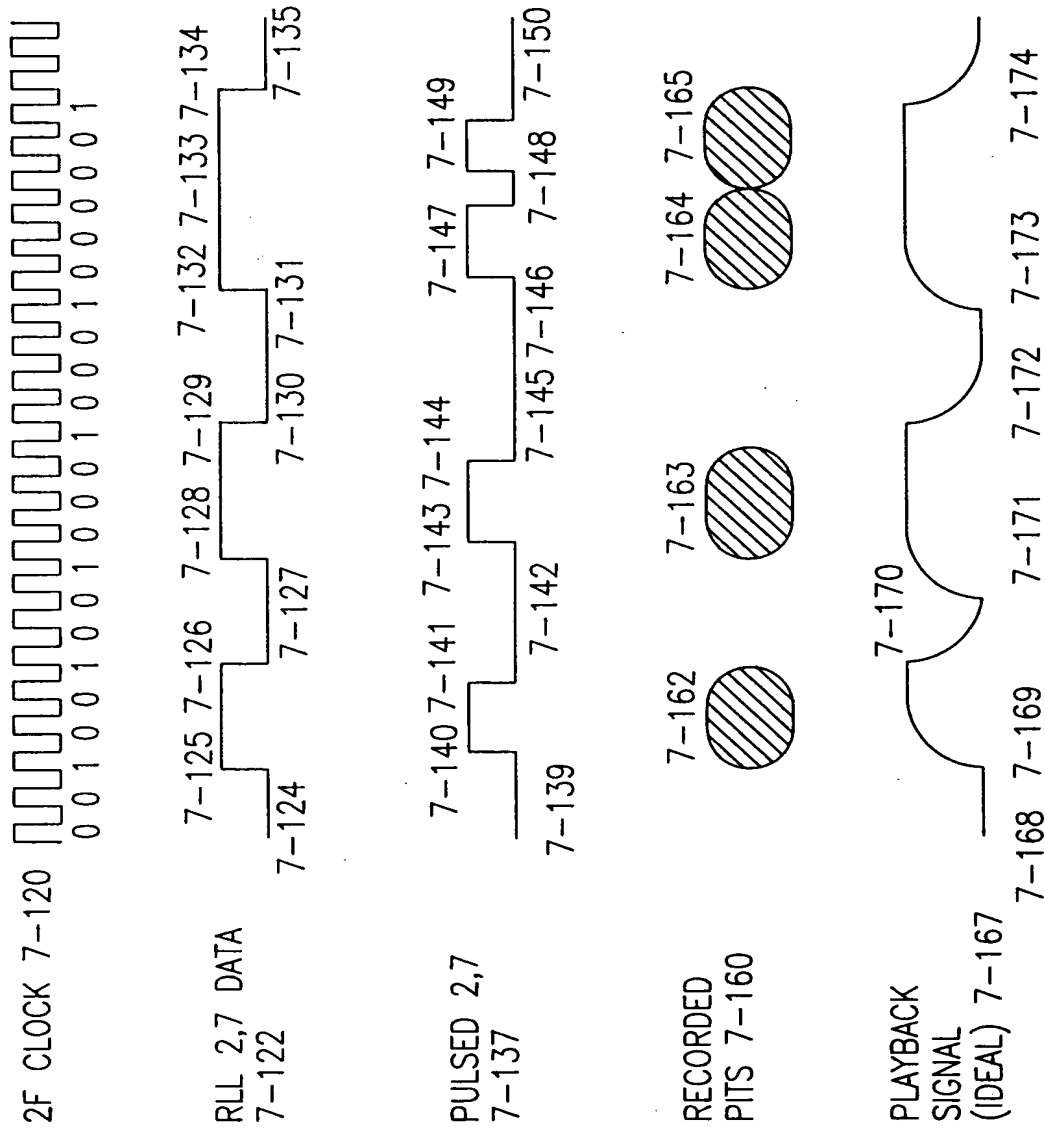 2F CLOCK 7-120
0 0 1 0 0 1 0 0 1 0 0 0 1 0 0 0 1 0 0 0 0 0 1
7-125 7-126 7-128 7-129 7-132 7-133 7-134
RLL 2,7 DATA
7-122
7-124 7-127 7-130 7-131 7-135
7-140 7-141 7-143 7-144 7-147 7-149
PULSED 2,7
7-137
7-139 7-142 7-145 7-146 7-148 7-150
7-162 7-163 7-164 7-165
RECORDED
PITS 7-160
7-170
PLAYBACK
SIGNAL
(IDEAL) 7-167
7-168 7-169 7-171 7-172 7-173 7-174